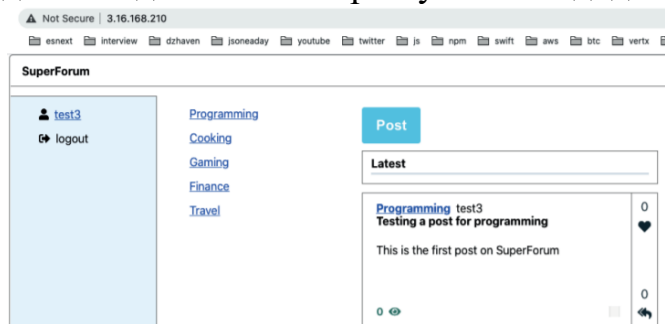 Not Secure | 3.16.168.210
esnext interview dzhaven jsoneaday youtube twitter js npm swift aws btc vertx
SuperForum
test3
logout
Programming
Cooking
Gaming
Finance
Travel
Post
Latest
Programming test3
Testing a post for programming
This is the first post on SuperForum
0
0
0